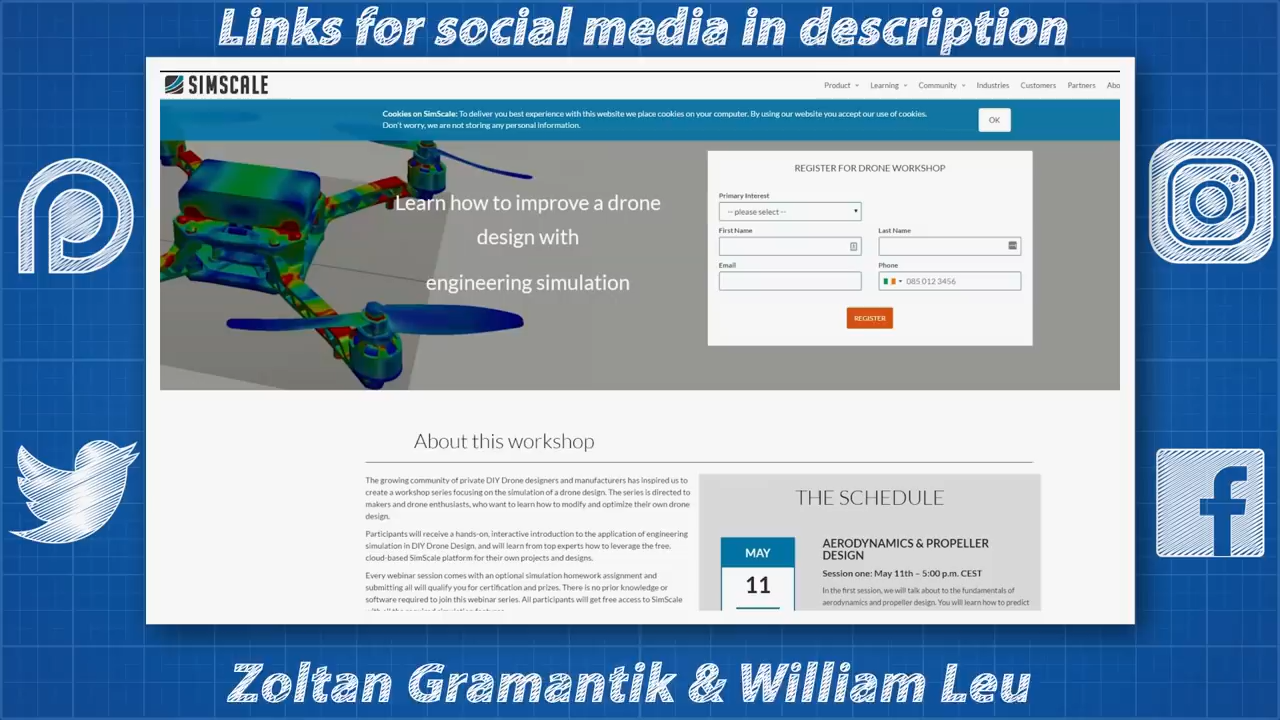 Links for social media in description
SIMSCALE
Product
Learning
Community
Industries
Customers
Partners
Abo
Cookies on SimScale: To deliver you best experience with this website we place cookies on your computer. By using our website you accept our use of cookies.
Don't worry, we are not storing any personal information.
OK
Learn how to improve a drone
design with
engineering simulation
REGISTER FOR DRONE WORKSHOP
Primary Interest
-- please select --
First Name
Last Name
Email
Phone
085 012 3456
REGISTER
About this workshop
The growing community of private DIY Drone designers and manufacturers has inspired us to
create a workshop series focusing on the simulation of a drone design. The series is directed to
makers and drone enthusiasts, who want to learn how to modify and optimize their own drone
design.
Participants will receive a hands-on, interactive introduction to the application of engineering
simulation in DIY Drone Design, and will learn from top experts how to leverage the free,
cloud-based SimScale platform for their own projects and designs.
Every webinar session comes with an optional simulation homework assignment and
submitting all will qualify you for certification and prizes. There is no prior knowledge or
software required to join this webinar series. All participants will get free access to SimScale
THE SCHEDULE
MAY
11
AERODYNAMICS & PROPELLER
DESIGN
Session one: May 11th – 5:00 p.m. CEST
In the first session, we will talk about to the fundamentals of
aerodynamics and propeller design. You will learn how to predict
Zoltan Gramantik & William Leu